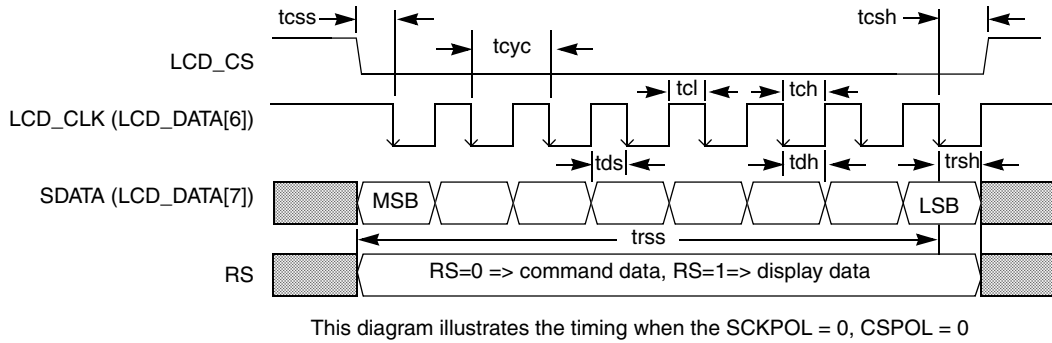 tcss
tcsh
tcyc
LCD_CS
tcl
tch
LCD_CLK (LCD_DATA[6])
tds
tdh
trsh
SDATA (LCD_DATA[7])
MSB
LSB
trss
RS
RS=0 => command data, RS=1=> display data
This diagram illustrates the timing when the SCKPOL = 0, CSPOL = 0